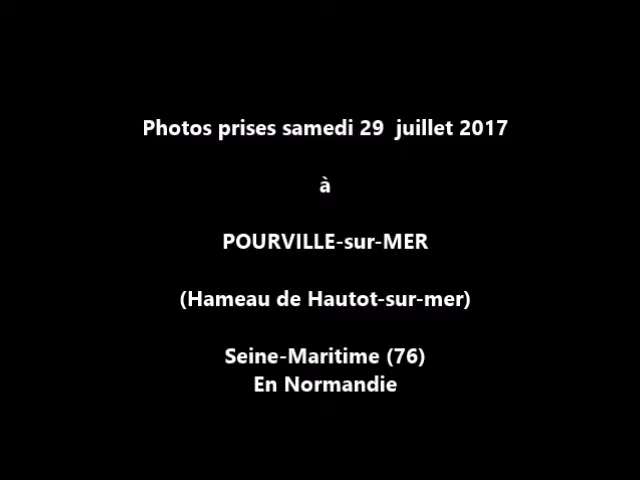 Photos prises samedi 29  juillet 2017
à
POURVILLE-sur-MER
(Hameau de Hautot-sur-mer)
Seine-Maritime (76)
En Normandie